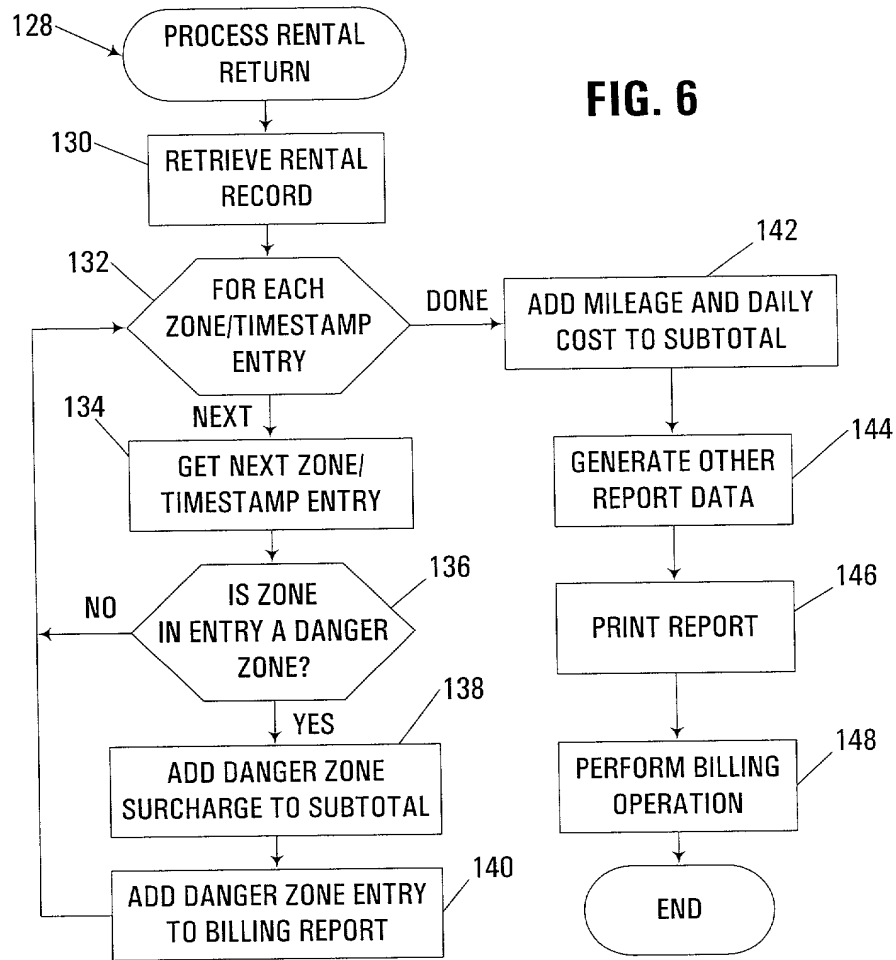 128
PROCESS RENTAL
RETURN
FIG. 6
130
RETRIEVE RENTAL
RECORD
132
FOR EACH
ZONE/TIMESTAMP
ENTRY
DONE
142
ADD MILEAGE AND DAILY
COST TO SUBTOTAL
NEXT
134
GET NEXT ZONE/
TIMESTAMP ENTRY
144
GENERATE OTHER
REPORT DATA
136
IS ZONE
IN ENTRY A DANGER
ZONE?
NO
YES
146
PRINT REPORT
138
ADD DANGER ZONE
SURCHARGE TO SUBTOTAL
148
PERFORM BILLING
OPERATION
140
ADD DANGER ZONE ENTRY
TO BILLING REPORT
END